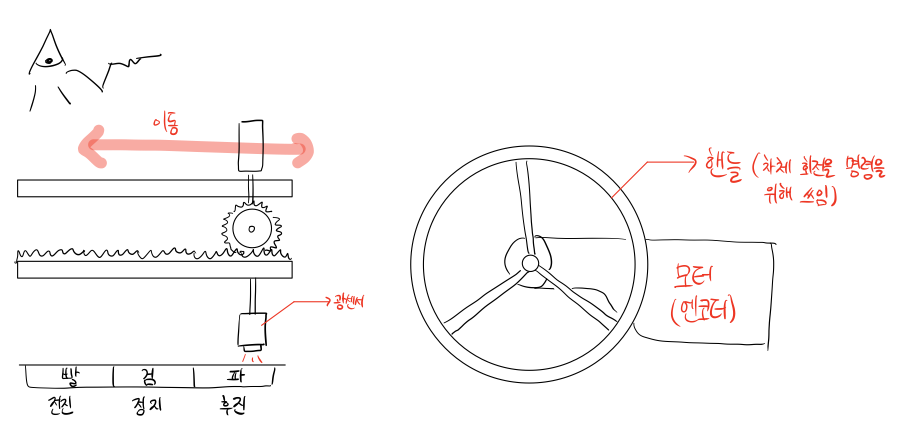 이동
광센서
빨 검 파
전진 정지 후진
핸들 (차체 회전을 명령을
위해 쓰임)
모터
(엔코터)